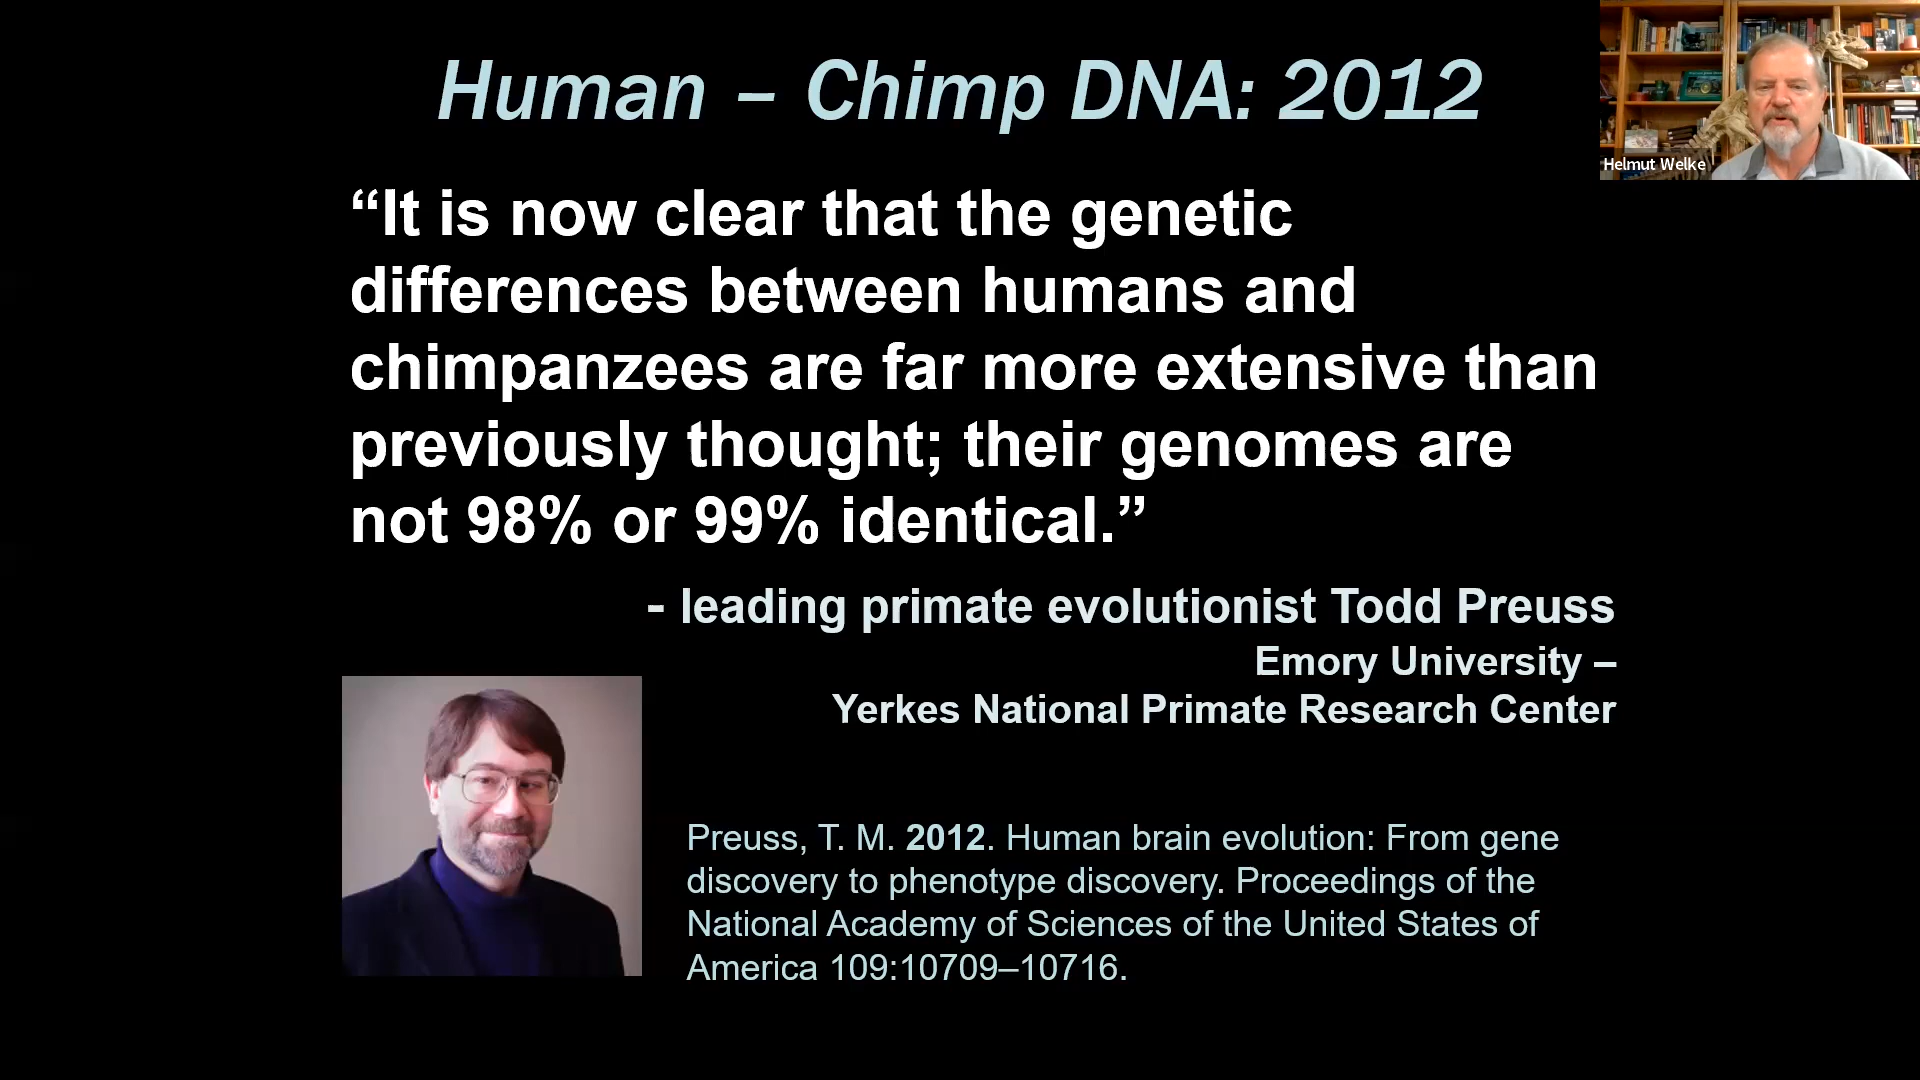 Human – Chimp DNA: 2012
Helmut Welke
“It is now clear that the genetic
differences between humans and
chimpanzees are far more extensive than
previously thought; their genomes are
not 98% or 99% identical.”
- leading primate evolutionist Todd Preuss
Emory University –
Yerkes National Primate Research Center
Preuss, T. M. 2012. Human brain evolution: From gene
discovery to phenotype discovery. Proceedings of the
National Academy of Sciences of the United States of
America 109:10709–10716.